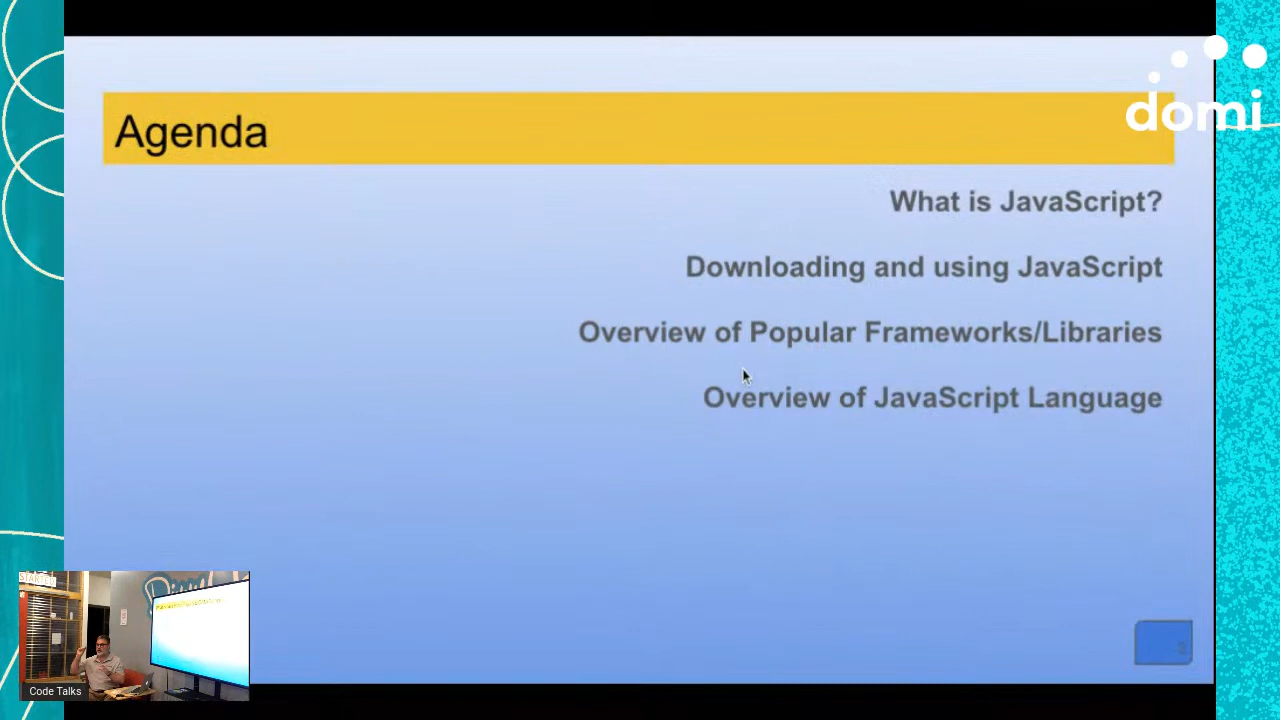 Agenda
domi
What is JavaScript?
Downloading and using JavaScript
Overview of Popular Frameworks/Libraries
Overview of JavaScript Language
3
Code Talks